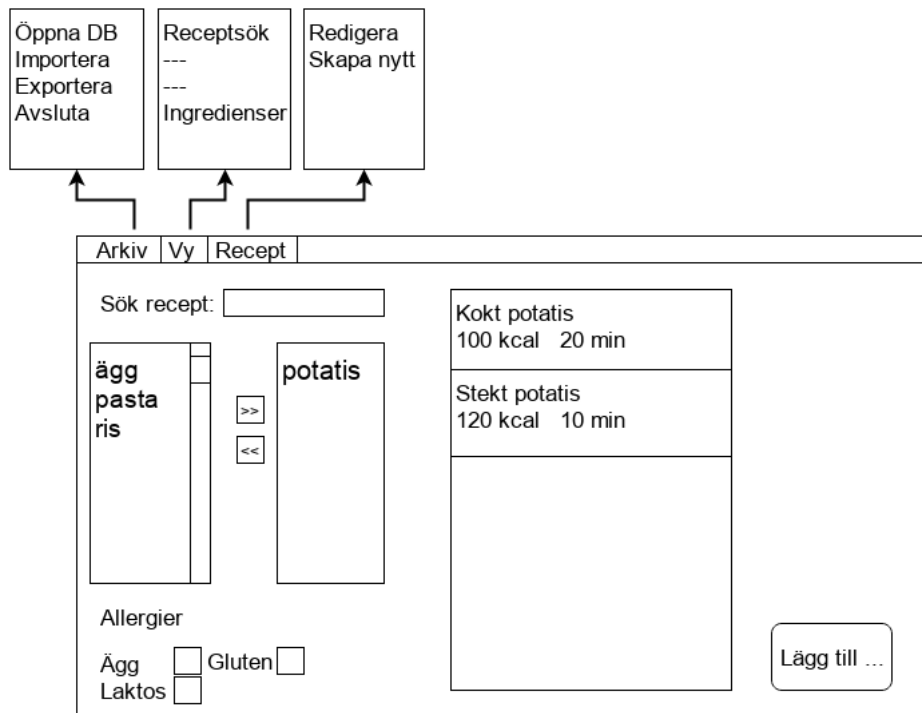 Öppna DB
Importera
Exportera
Avsluta
Receptsök
---
---
Ingredienser
Redigera
Skapa nytt
Arkiv Vy Recept
Sök recept:
ägg
pasta
ris
>>
<<
potatis
Kokt potatis
100 kcal 20 min
Stekt potatis
120 kcal 10 min
Allergier
Ägg Gluten
Laktos
Lägg till ...